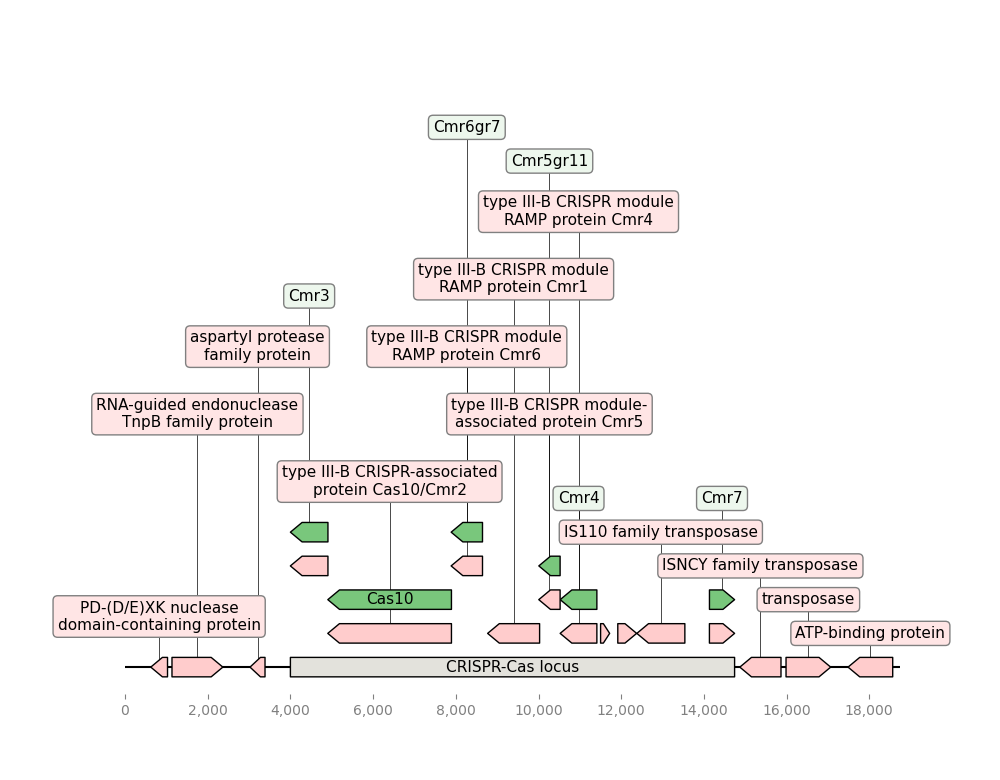 Cmr6gr7
Cmr5gr11
type III-B CRISPR module
RAMP protein Cmr4
type III-B CRISPR module
RAMP protein Cmr1
Cmr3
aspartyl protease
family protein
type III-B CRISPR module
RAMP protein Cmr6
RNA-guided endonuclease
TnpB family protein
type III-B CRISPR module-
associated protein Cmr5
type III-B CRISPR-associated
protein Cas10/Cmr2
Cmr4
Cmr7
IS110 family transposase
ISNCY family transposase
Cas10
transposase
PD-(D/E)XK nuclease
domain-containing protein
ATP-binding protein
CRISPR-Cas locus
0
2,000
4,000
6,000
8,000
10,000
12,000
14,000
16,000
18,000